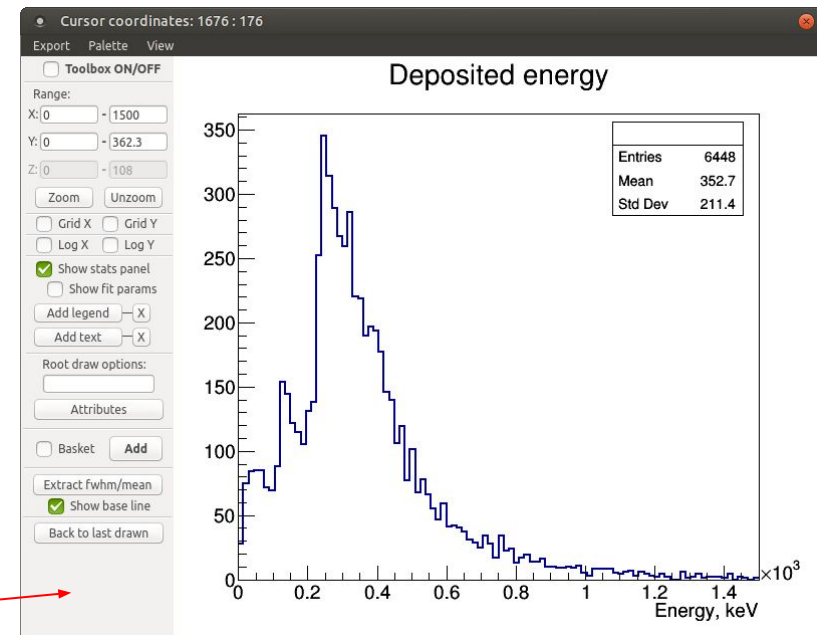 Cursor coordinates: 1676 : 176
Export Palette View
Toolbox ON/OFF
Range:
X: 0 - 1500
Y: 0 - 362.3
Z: 0 - 108
Zoom Unzoom
Grid X Grid Y
Log X Log Y
Show stats panel
Show fit params
Add legend X
Add text X
Root draw options:
Attributes
Basket Add
Extract fwhm/mean
Show base line
Back to last drawn
Deposited energy
Entries 6448
Mean 352.7
Std Dev 211.4
350
300
250
200
150
100
50
0
0 0.2 0.4 0.6 0.8 1 1.2 1.4 ×10³
Energy, keV